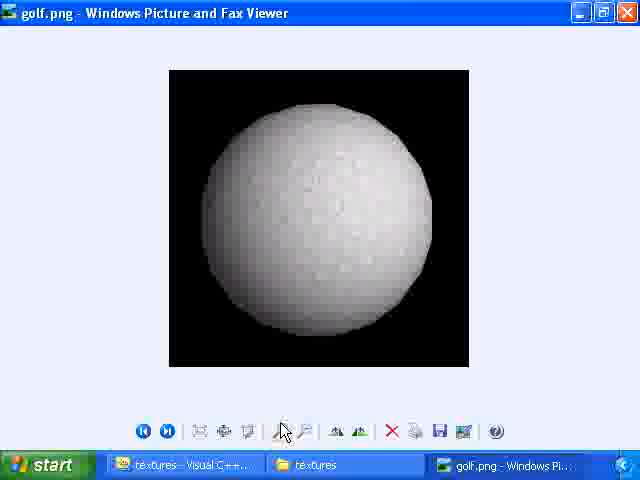 golf.png - Windows Picture and Fax Viewer
start
textures - Visual C++...
textures
golf.png - Windows Pi...